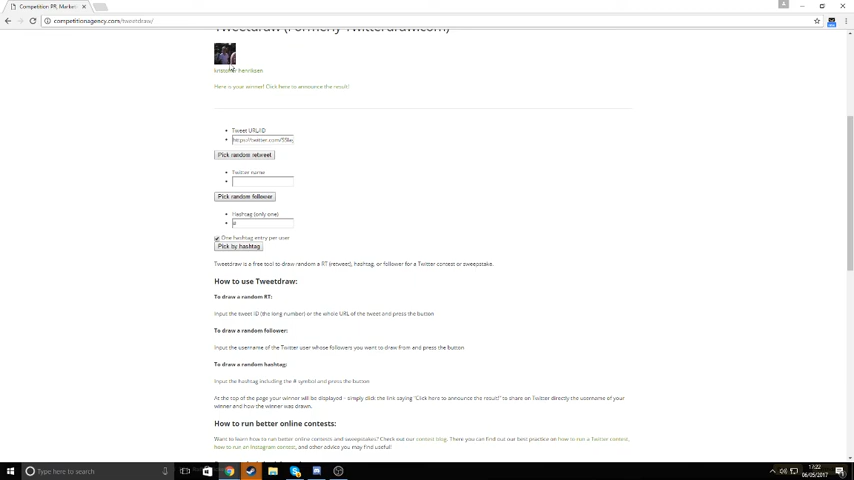 Competition PR, Market
competitionagency.com/tweetdraw/
Tweetdraw (Formerly Twitterdraw.com)
henriksen
Here is your winner! Click here to announce the result!
Tweet URL/ID
https://twitter.com/55lle
Pick random retweet
Twitter name
Pick random follower
Hashtag (only one)
#
One hashtag entry per user
Pick by hashtag
Tweetdraw is a free tool to draw random a RT (retweet), hashtag, or follower for a Twitter contest or sweepstake.
How to use Tweetdraw:
To draw a random RT:
Input the tweet ID (the long number) or the whole URL of the tweet and press the button
To draw a random follower:
Input the username of the Twitter user whose followers you want to draw from and press the button
To draw a random hashtag:
Input the hashtag including the # symbol and press the button
At the top of the page your winner will be displayed - simply click the link saying "Click here to announce the result!" to share on Twitter directly the username of your
winner and how the winner was drawn.
How to run better online contests:
Want to learn how to run better online contests and sweepstakes? Check out our contest blog. There you can find out our best practice on how to run a Twitter contest,
how to run an Instagram contest, and other advice you may find useful!
Type here to search
17:22
06/05/2017